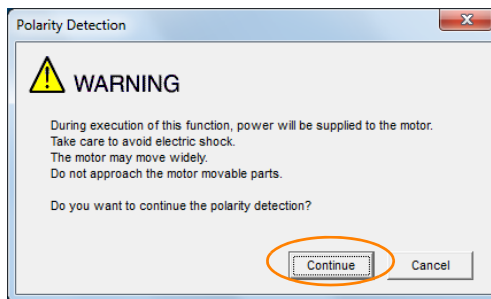 Polarity Detection
WARNING
During execution of this function, power will be supplied to the motor.
Take care to avoid electric shock.
The motor may move widely.
Do not approach the motor movable parts.
Do you want to continue the polarity detection?
Continue
Cancel